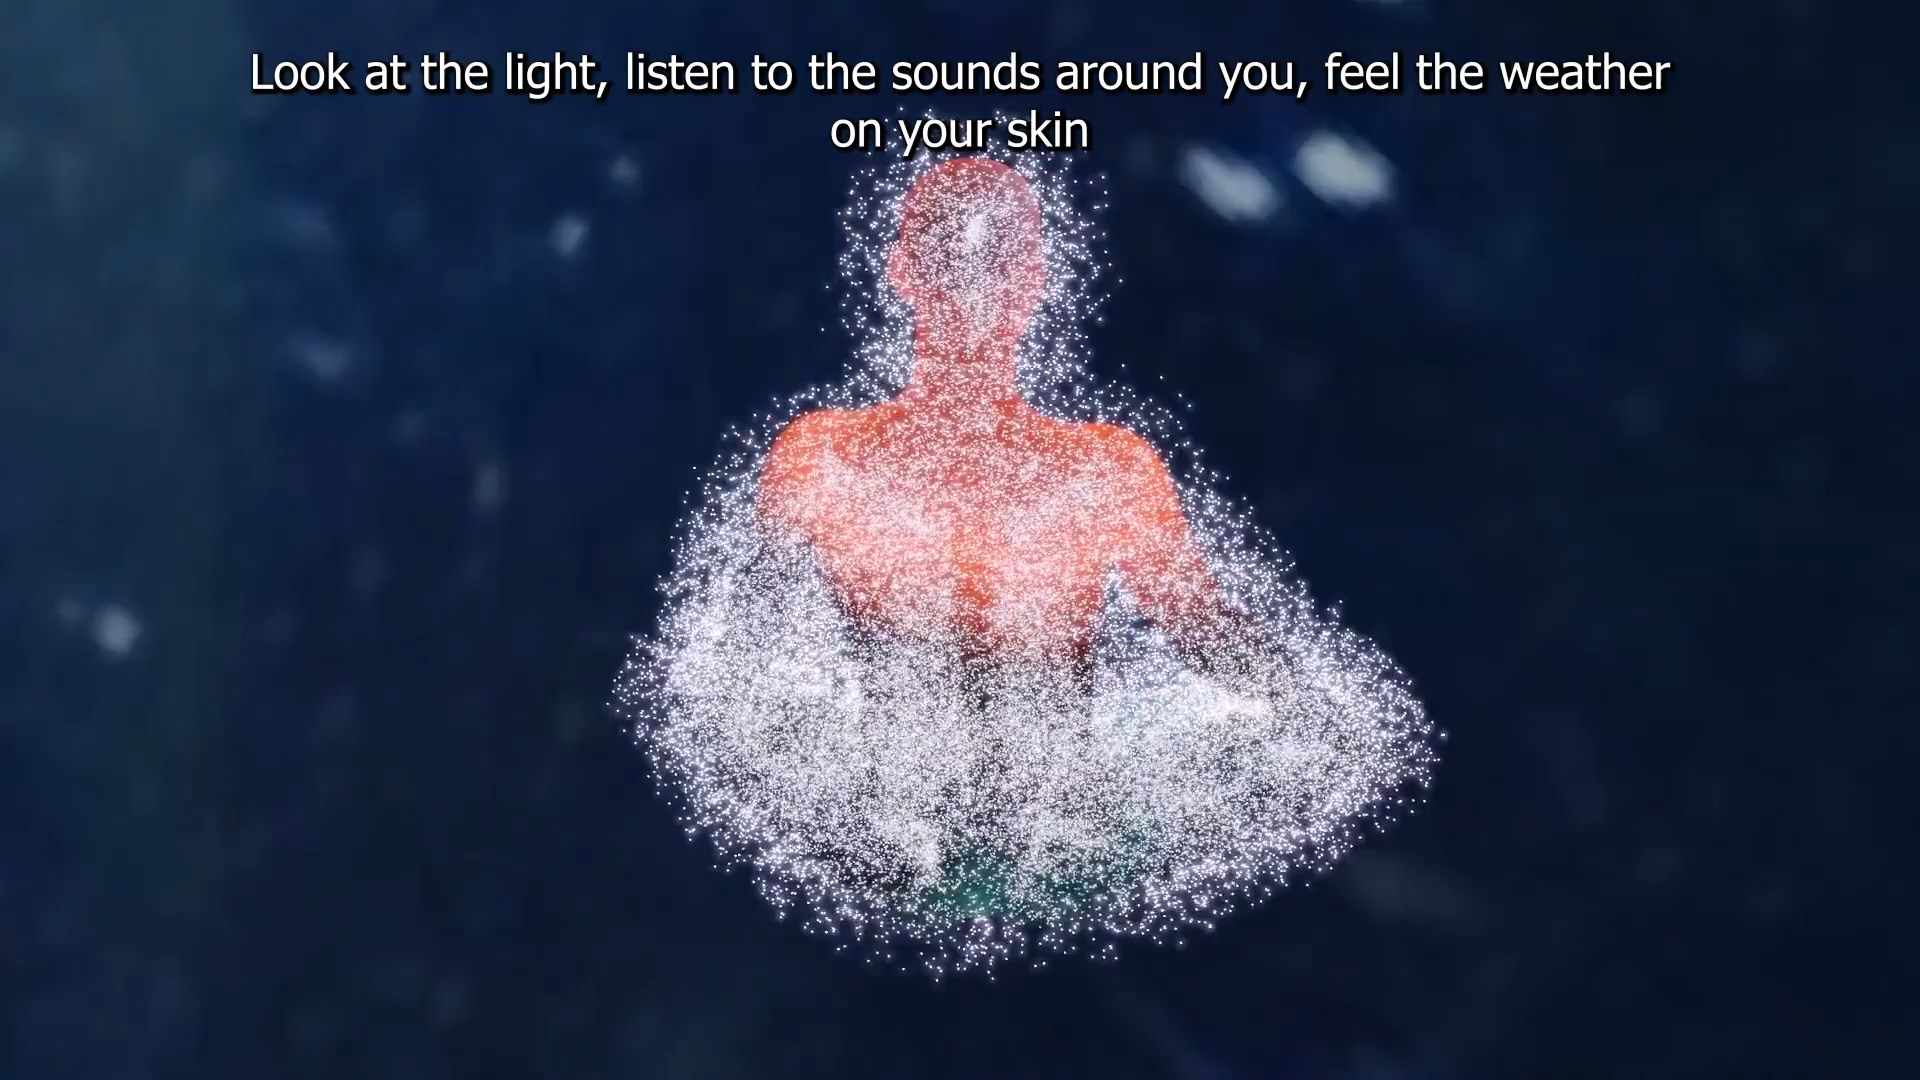 Look at the light, listen to the sounds around you, feel the weather
on your skin